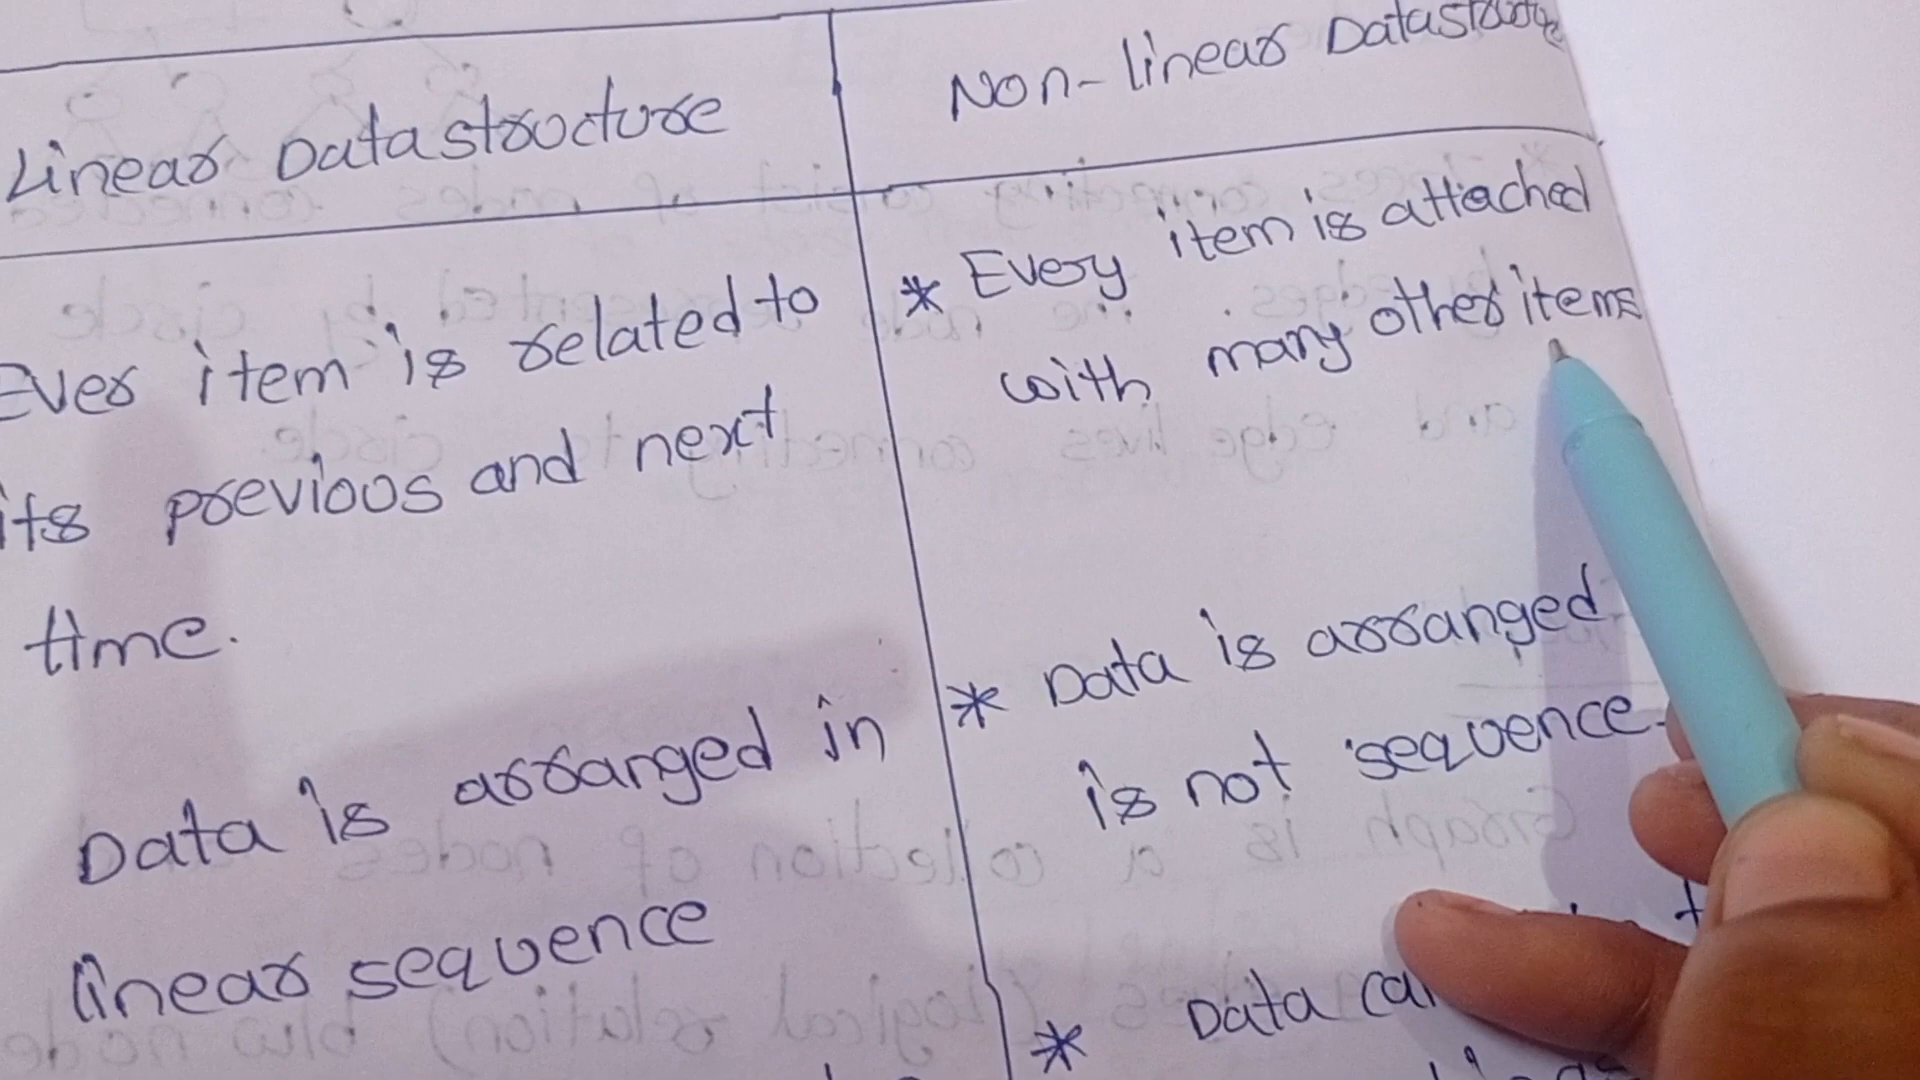 Linear Datastructure
Ever item is related to
its previous and next
time.
Data is arranged in
linear sequence
Non-linear Datastructure
* Every item is attached
with many other items
* Data is arranged
is not sequence.
* Data can